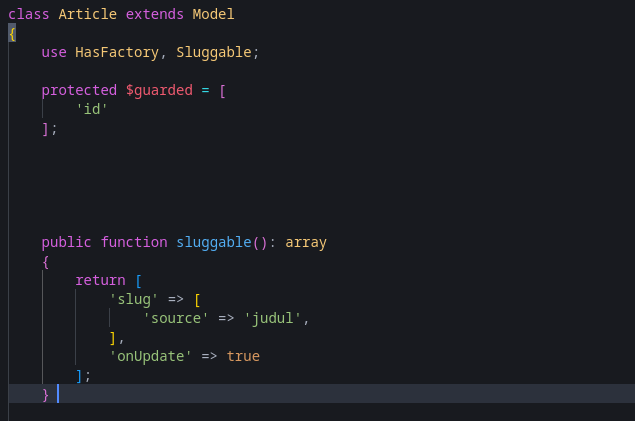 class Article extends Model
{
    use HasFactory, Sluggable;
    protected $guarded = [
        'id'
    ];
    public function sluggable(): array
    {
        return [
            'slug' => [
                'source' => 'judul',
            ],
            'onUpdate' => true
        ];
    }